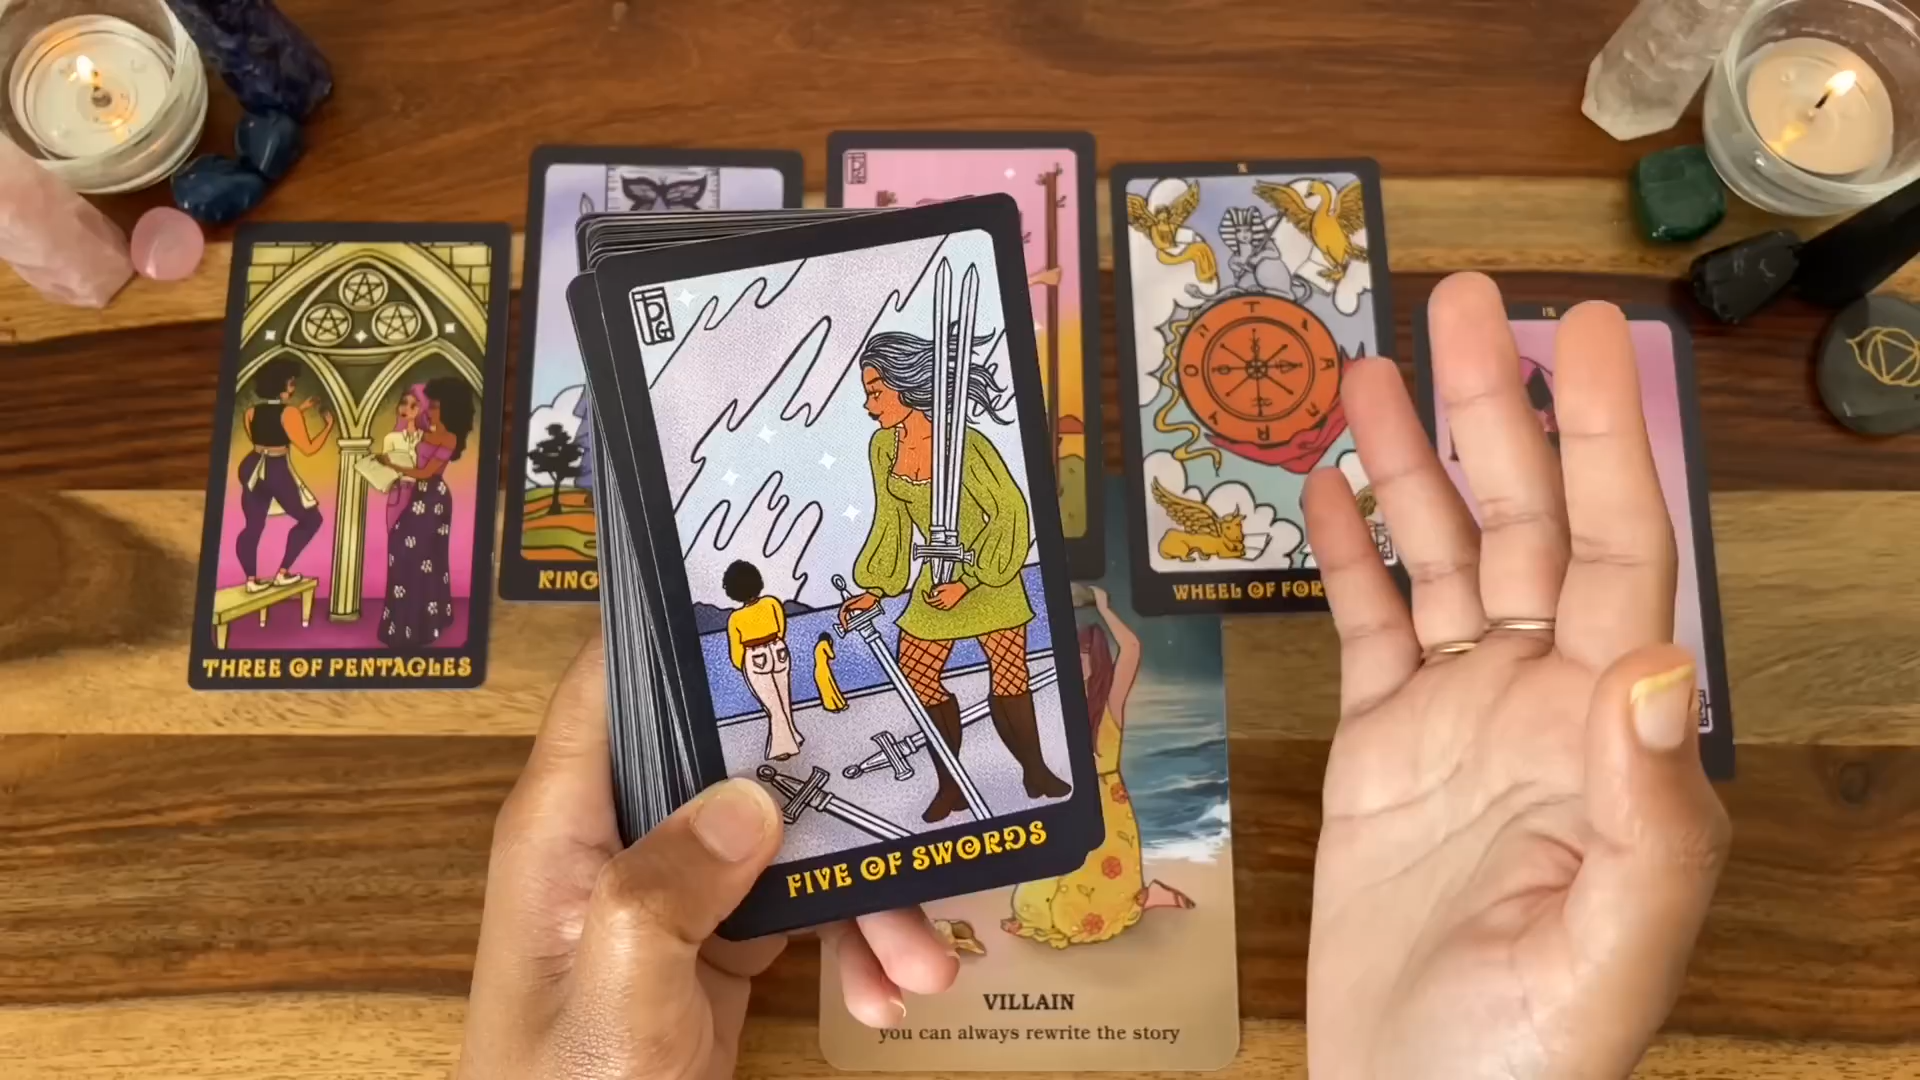 THREE OF PENTACLES
KING
X
WHEEL OF FOR
FIVE OF SWORDS
VILLAIN
you can always rewrite the story